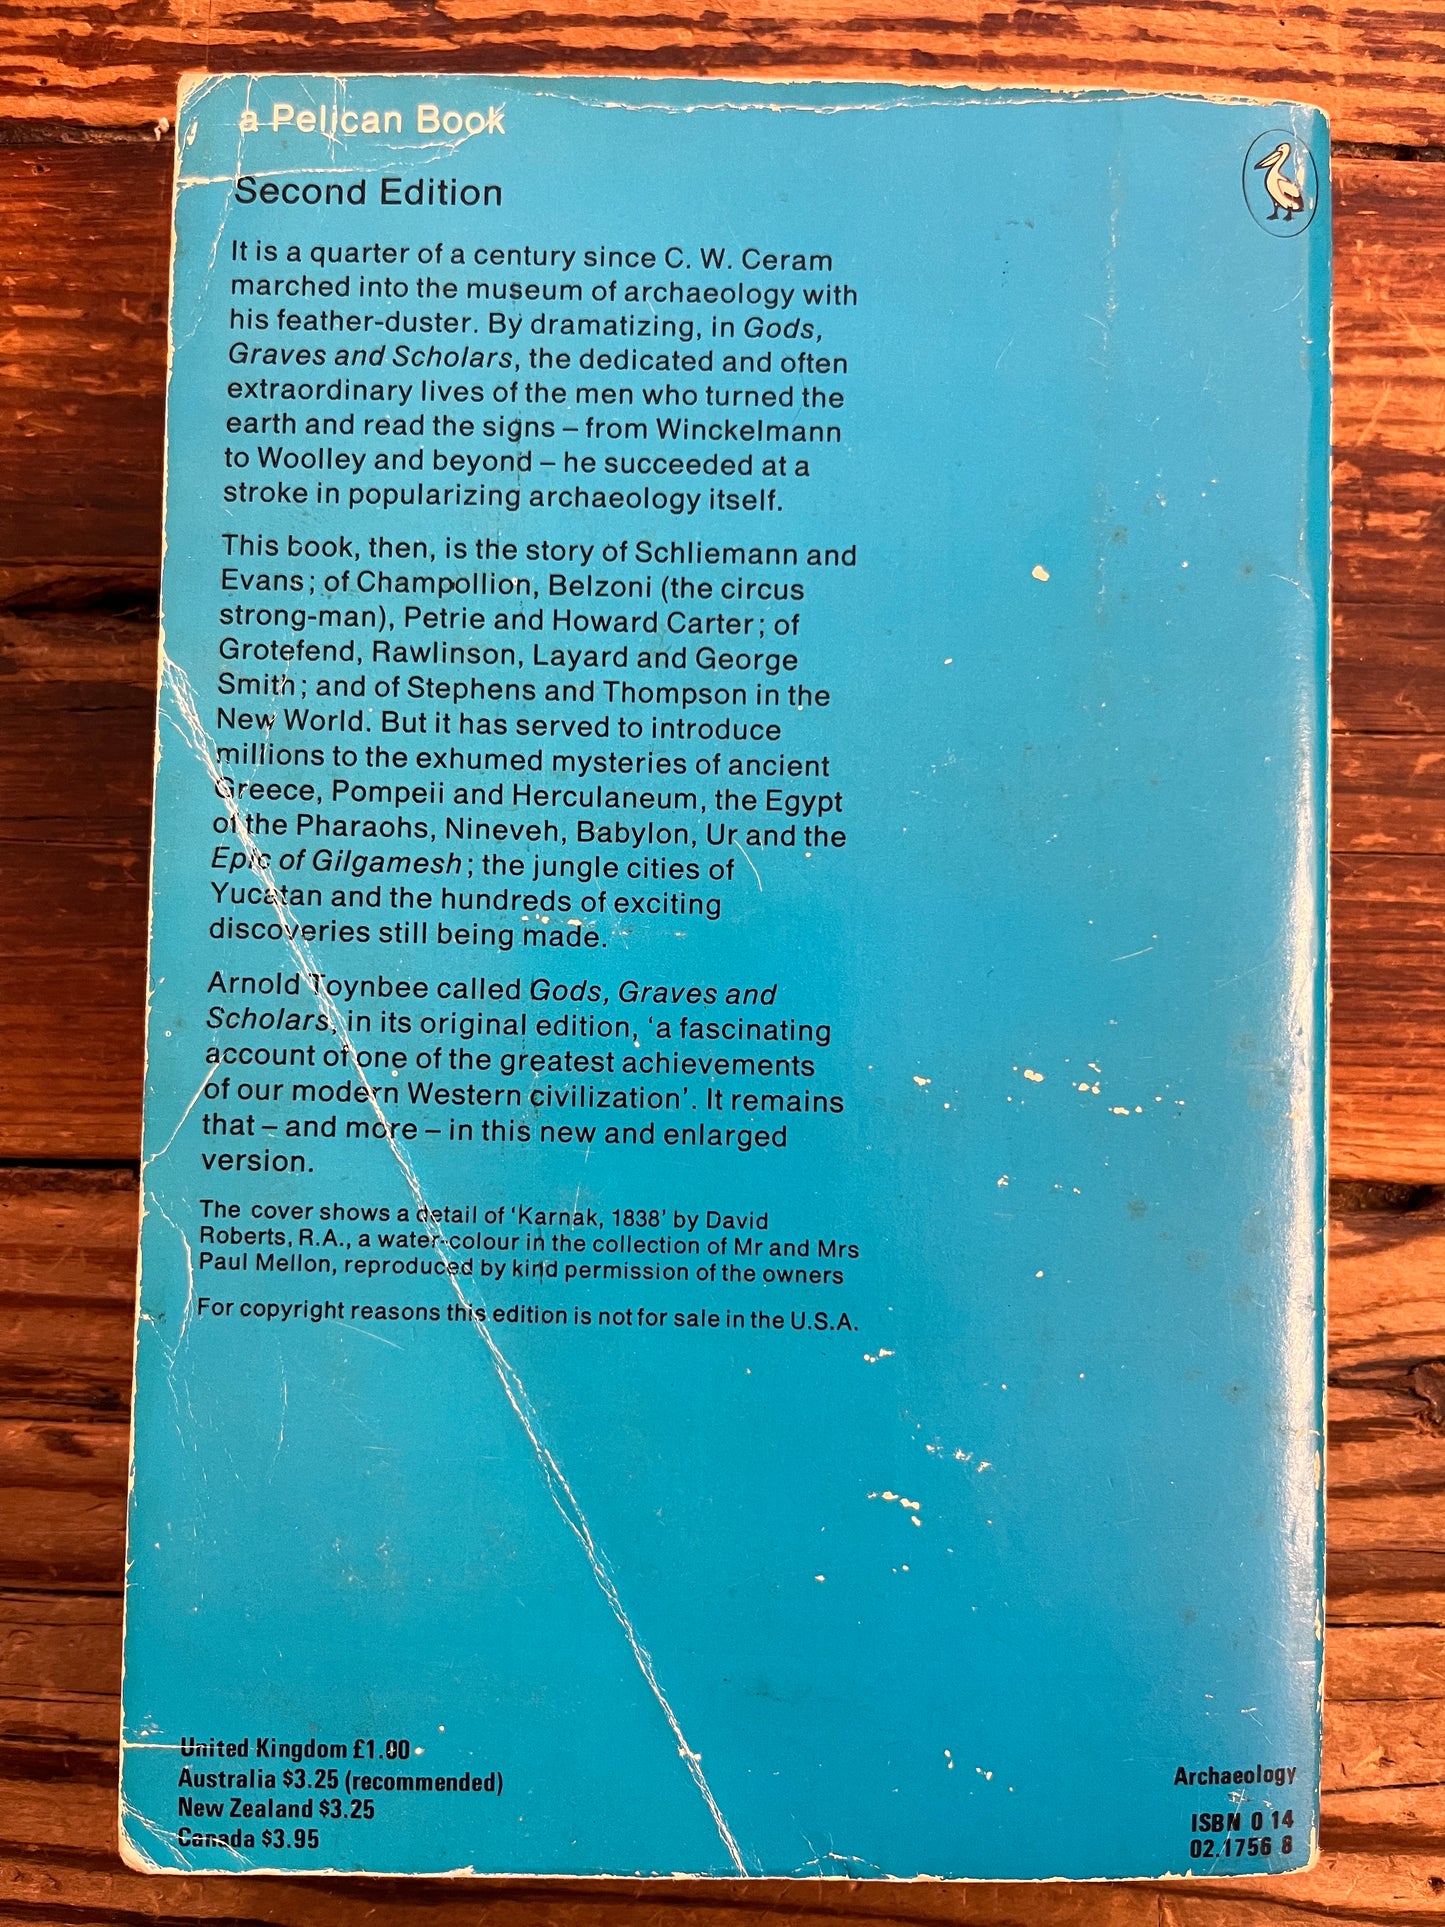 a Pelican Book
Second Edition
It is a quarter of a century since C. W. Ceram
marched into the museum of archaeology with
his feather-duster. By dramatizing, in Gods,
Graves and Scholars, the dedicated and often
extraordinary lives of the men who turned the
earth and read the signs – from Winckelmann
to Woolley and beyond – he succeeded at a
stroke in popularizing archaeology itself.
This book, then, is the story of Schliemann and
Evans; of Champollion, Belzoni (the circus
strong-man), Petrie and Howard Carter; of
Grotefend, Rawlinson, Layard and George
Smith; and of Stephens and Thompson in the
New World. But it has served to introduce
millions to the exhumed mysteries of ancient
Greece, Pompeii and Herculaneum, the Egypt
of the Pharaohs, Nineveh, Babylon, Ur and the
Epic of Gilgamesh; the jungle cities of
Yucatan and the hundreds of exciting
discoveries still being made.
Arnold Toynbee called Gods, Graves and
Scholars, in its original edition, ‘a fascinating
account of one of the greatest achievements
of our modern Western civilization’. It remains
that – and more – in this new and enlarged
version.
The cover shows a detail of ‘Karnak, 1838’ by David
Roberts, R.A., a water-colour in the collection of Mr and Mrs
Paul Mellon, reproduced by kind permission of the owners
For copyright reasons this edition is not for sale in the U.S.A.
United Kingdom £1.00
Australia $3.25 (recommended)
New Zealand $3.25
Canada $3.95
Archaeology
ISBN 0 14
02.1756 8